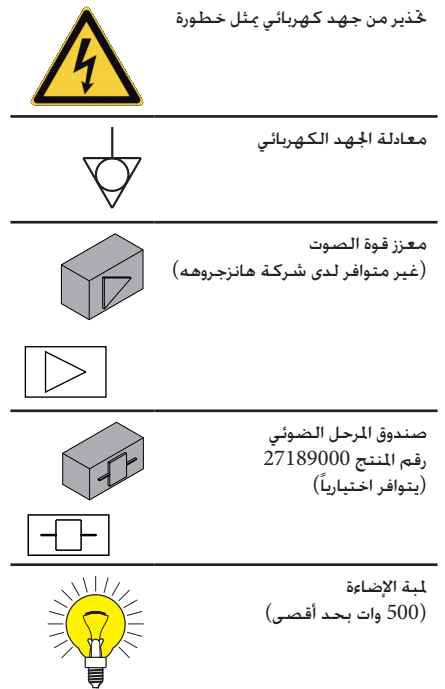 تحذير من جهد كهربائي يمثل خطورة
معادلة الجهد الكهربائي
معزز قوة الصوت
(غير متوافر لدى شركة هانزجروهه)
صندوق المرحل الضوئي
رقم المنتج 27189000
(يتوافر اختيارياً)
لمبة الإضاءة
(500 وات بحد أقصى)